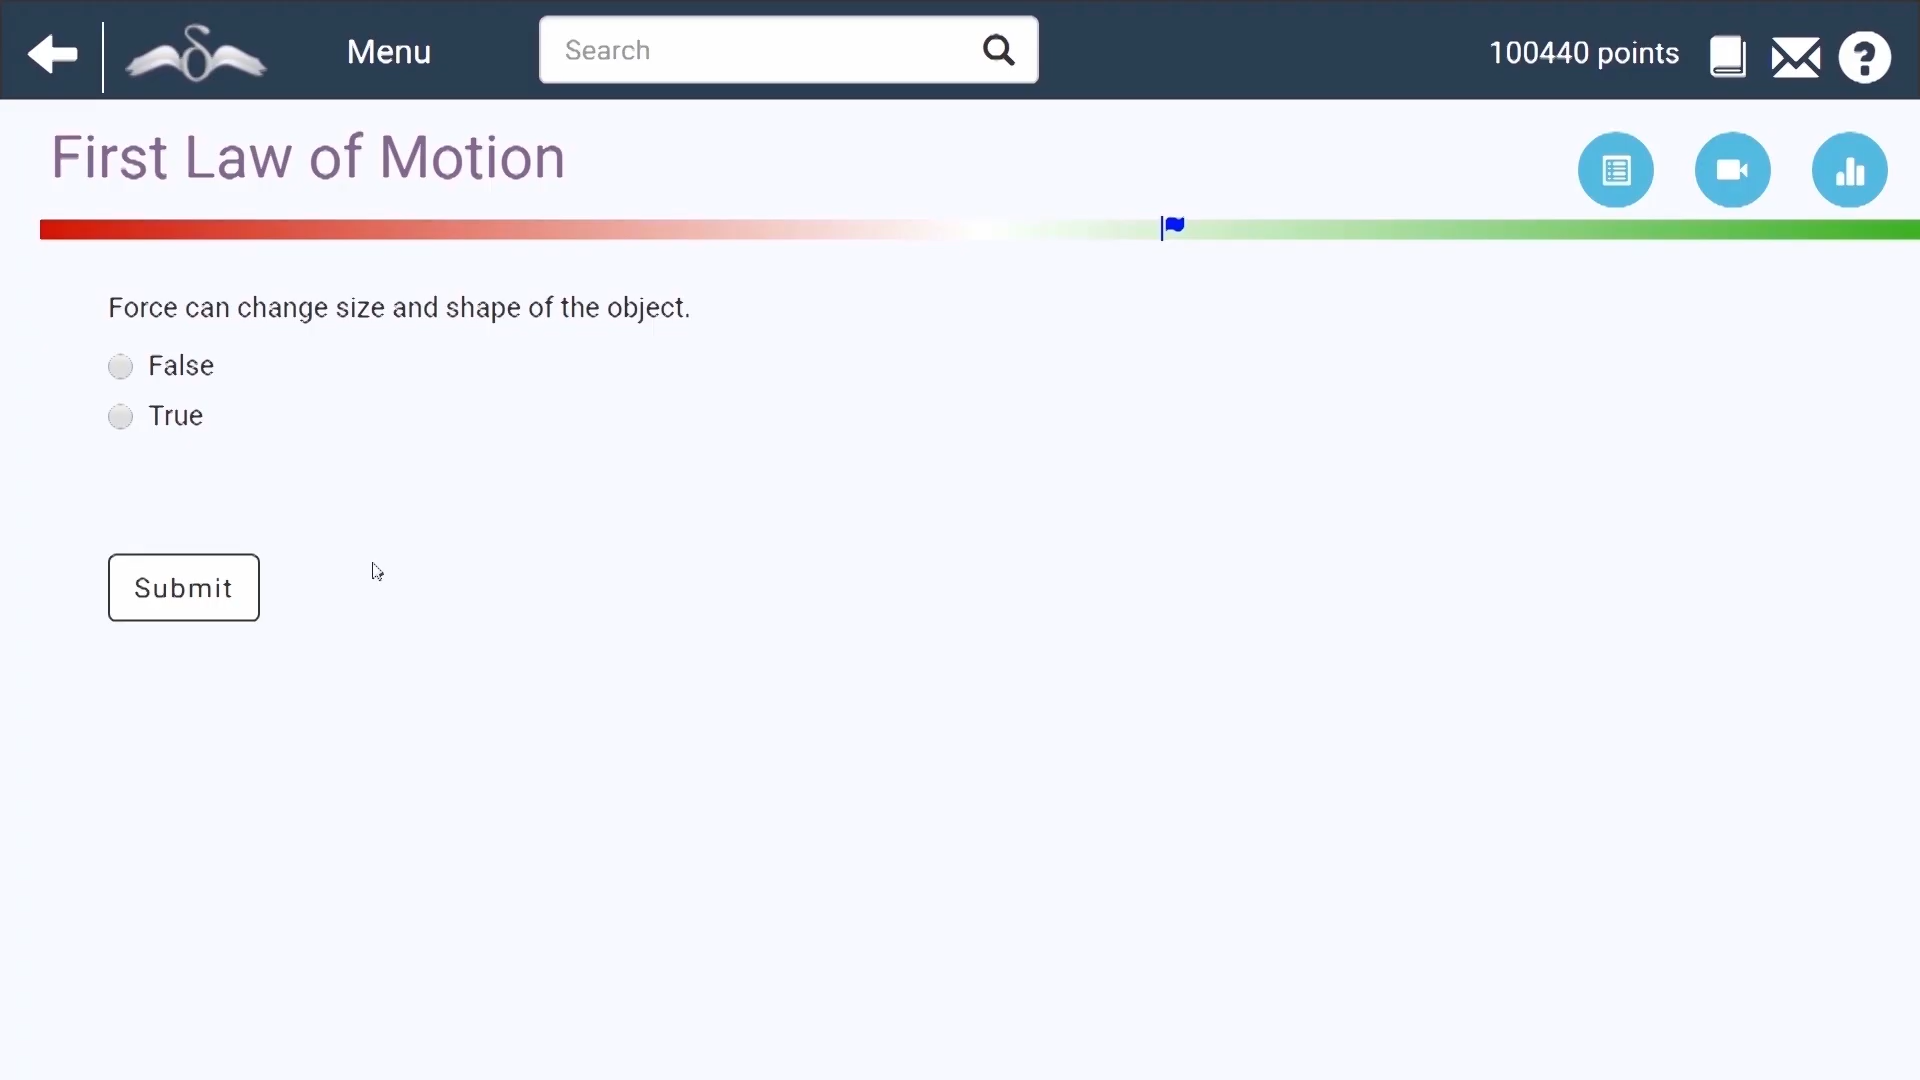 Menu
Search
100440 points
?
First Law of Motion
Force can change size and shape of the object.
False
True
Submit